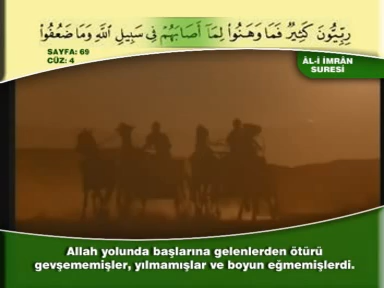 رِبِّيُّونَ كَثِيرٌ فَمَا وَهَنُوا۟ لِمَٓا أَصَابَهُمْ فِي سَبِيلِ ٱللَّهِ وَمَا ضَعُفُوا۟
SAYFA: 69
CÜZ: 4
ÂL-İ İMRÂN
SURESİ
Allah yolunda başlarına gelenlerden ötürü
gevşememişler, yılmamışlar ve boyun eğmemişlerdi.